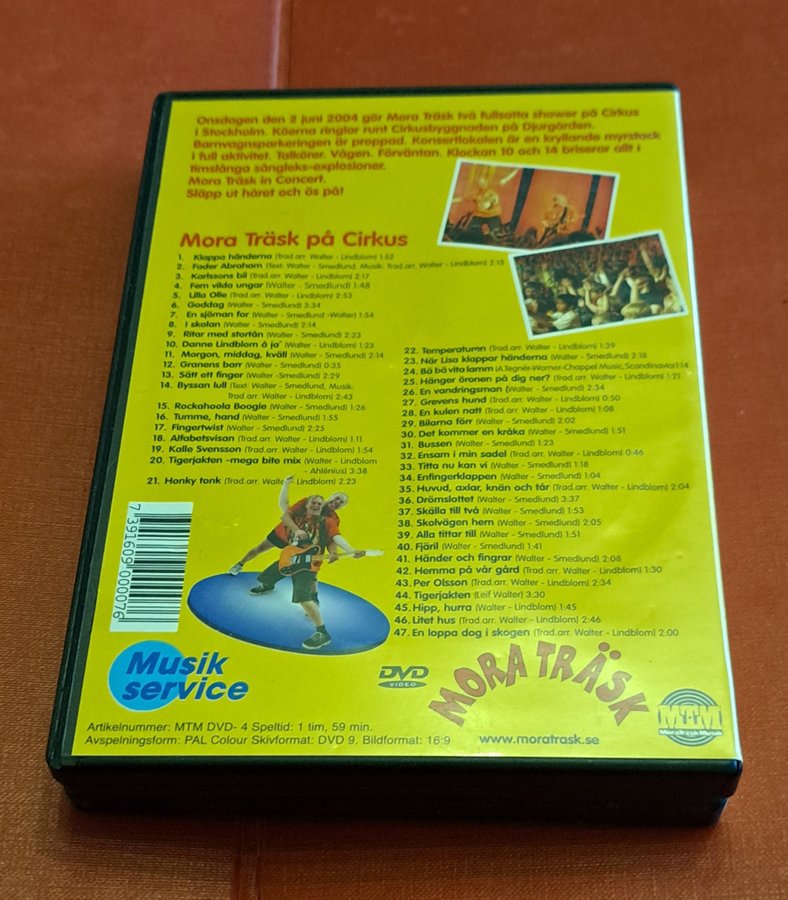 Onsdagen den 2 juni 2004 gör Mora Träsk två fullsatta shower på Cirkus
i Stockholm. Köerna ringlar runt Cirkusbyggnaden på Djurgården.
Barnvagnsparkeringen är proppad. Konsertlokalen är en kryllande myrstack
i full aktivitet. Talkörer. Vågen. Förväntan. Klockan 10 och 14 briserar allt i
timslånga sångleks-explosioner.
Mora Träsk in Concert.
Släpp ut håret och ös på!
Mora Träsk på Cirkus
1. Klappa händerna (Trad.arr. Walter - Lindblom) 1:52
2. Fader Abraham (Text: Walter - Smedlund. Musik: Trad.arr. Walter - Lindblom) 2:15
3. Karlssons bil (Trad.arr. Walter - Lindblom) 2:17
4. Fem vilda ungar (Walter - Smedlund) 1:48
5. Lilla Olle (Trad.arr. Walter - Lindblom) 2:53
6. Goddag (Walter - Smedlund) 3:34
7. En sjöman for (Walter - Smedlund -Walter) 1:54
8. I skolan (Walter - Smedlund) 2:14
9. Ritar med stortån (Walter - Smedlund) 2:23
10. Danne Lindblom å ja´ (Walter - Lindblom) 1:23
11. Morgon, middag, kväll (Walter - Smedlund) 2:14
12. Granens barr (Walter - Smedlund) 0:35
13. Sätt ett finger (Walter -Smedlund) 2:29
14. Byssan lull (Text: Walter - Smedlund, Musik:
Trad.arr. Walter - Lindblom) 2:43
15. Rockahoola Boogie (Walter - Smedlund) 1:26
16. Tumme, hand (Walter - Smedlund) 1:55
17. Fingertwist (Walter - Smedlund) 2:25
18. Alfabetsvisan (Trad.arr. Walter - Lindblom) 1.11
19. Kalle Svensson (Trad.arr. Walter - Lindblom) 1:54
20. Tigerjakten -mega bite mix (Walter - Lindblom
- Ahlénius) 3:38
21. Honky tonk (Trad.arr. Walter - Lindblom) 2:23
22. Temperaturen (Trad.arr. Walter - Lindblom) 1:39
23. När Lisa klappar händerna (Walter - Smedlund) 2:18
24. Bä bä vita lamm (A.Tegnér-Warner-Chappel Music, Scandinavia) 1:14
25. Hänger öronen på dig ner? (Trad.arr. Walter - Lindblom) 1:21
26. En vandringsman (Walter - Smedlund) 2:34
27. Grevens hund (Trad.arr. Walter - Lindblom) 0:50
28. En kulen natt (Trad.arr. Walter - Lindblom) 1:08
29. Bilarna förr (Walter - Smedlund) 2:02
30. Det kommer en kråka (Walter - Smedlund) 1:51
31. Bussen (Walter - Smedlund) 1:23
32. Ensam i min sadel (Trad.arr. Walter - Lindblom) 0:46
33. Titta nu kan vi (Walter - Smedlund) 1:18
34. Enfingerklappen (Walter - Smedlund) 1:04
35. Huvud, axlar, knän och tår (Trad.arr. Walter - Lindblom) 2:04
36. Drömslottet (Walter - Smedlund) 3:37
37. Skälla till två (Walter - Smedlund) 1:53
38. Skolvägen hem (Walter - Smedlund) 2:05
39. Alla tittar till (Walter - Smedlund) 1:51
40. Fjäril (Walter - Smedlund) 1:41
41. Händer och fingrar (Walter - Smedlund) 2:08
42. Hemma på vår gård (Trad.arr. Walter - Lindblom) 1:30
43. Per Olsson (Trad.arr. Walter - Lindblom) 2:34
44. Tigerjakten (Leif Walter) 3:30
45. Hipp, hurra (Walter - Lindblom) 1:45
46. Litet hus (Trad.arr. Walter - Lindblom) 2:46
47. En loppa dog i skogen (Trad.arr. Walter - Lindblom) 2:00
7391609 000076
Musik
service
DVD
VIDEO
MORA TRÄSK
MTM
Mora Träsk Musik
Artikelnummer: MTM DVD- 4 Speltid: 1 tim, 59 min.
Avspelningsform: PAL Colour Skivformat: DVD 9. Bildformat: 16:9
www.moratrask.se